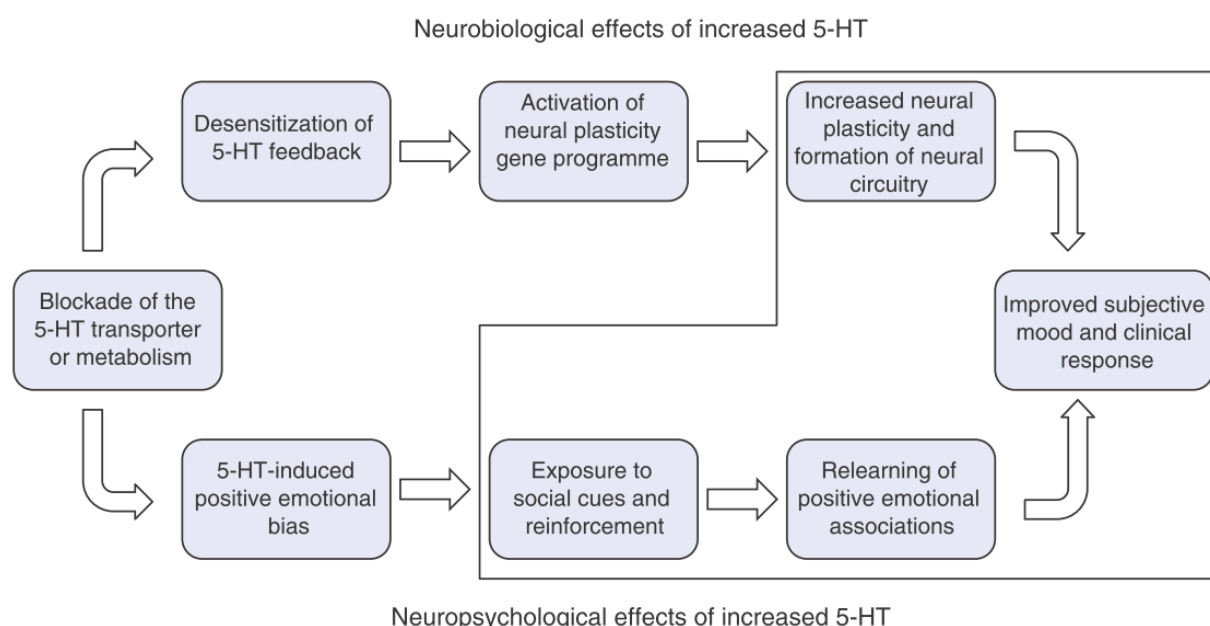 Neurobiological effects of increased 5-HT
Desensitization of
5-HT feedback
Activation of
neural plasticity
gene programme
Increased neural
plasticity and
formation of neural
circuitry
Blockade of the
5-HT transporter
or metabolism
Improved subjective
mood and clinical
response
5-HT-induced
positive emotional
bias
Exposure to
social cues and
reinforcement
Relearning of
positive emotional
associations
Neuropsychological effects of increased 5-HT